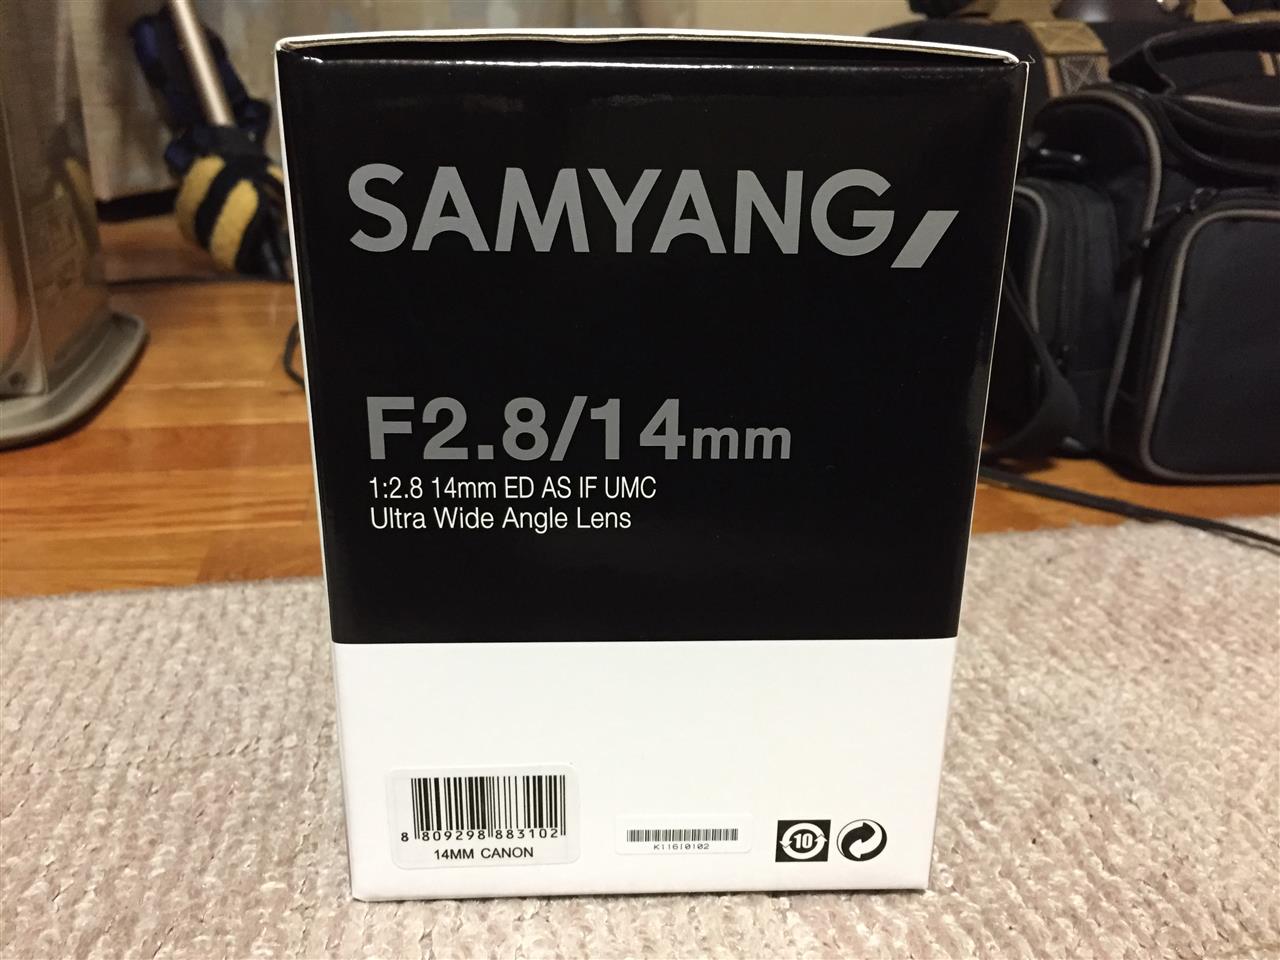 SAMYANG
F2.8/14mm
1:2.8 14mm ED AS IF UMC
Ultra Wide Angle Lens
8 809298 883102
14MM CANON
K116I0102
10